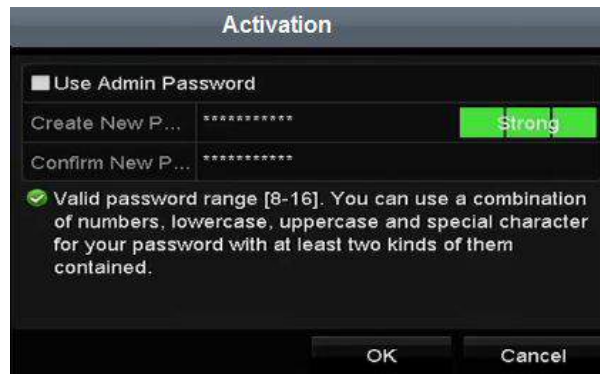 Activation
Use Admin Password
Create New P... *********** Strong
Confirm New P... ***********
Valid password range [8-16]. You can use a combination
of numbers, lowercase, uppercase and special character
for your password with at least two kinds of them
contained.
OK Cancel